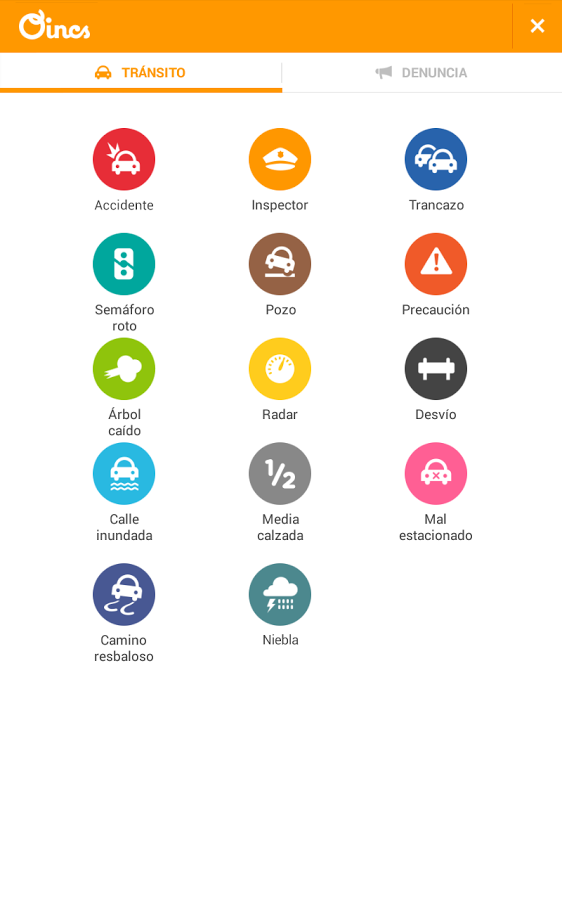 Oincs
TRÁNSITO DENUNCIA
Accidente Inspector Trancazo
Semáforo Pozo Precaución
roto
Árbol Radar Desvío
caído
1/2
Calle Media Mal
inundada calzada estacionado
Camino Niebla
resbaloso